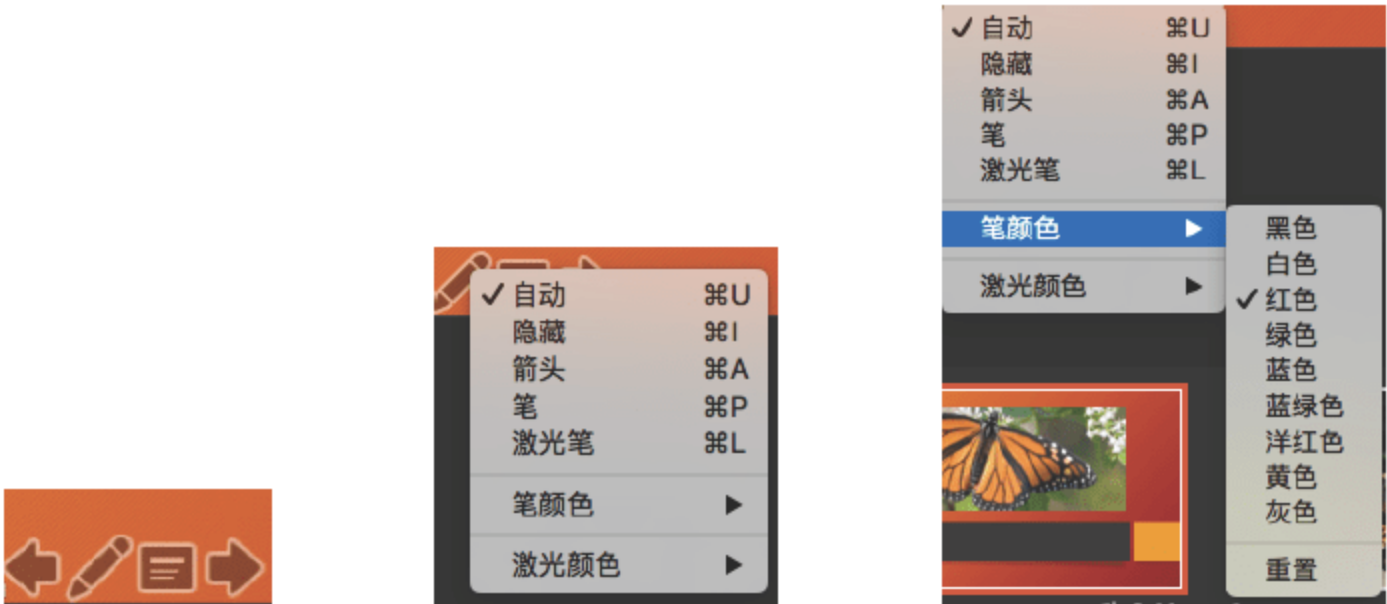 自动 ⌘U
隐藏 ⌘I
箭头 ⌘A
笔 ⌘P
激光笔 ⌘L
笔颜色
激光颜色
自动 ⌘U
隐藏 ⌘I
箭头 ⌘A
笔 ⌘P
激光笔 ⌘L
笔颜色
激光颜色
黑色
白色
红色
绿色
蓝色
蓝绿色
洋红色
黄色
灰色
重置